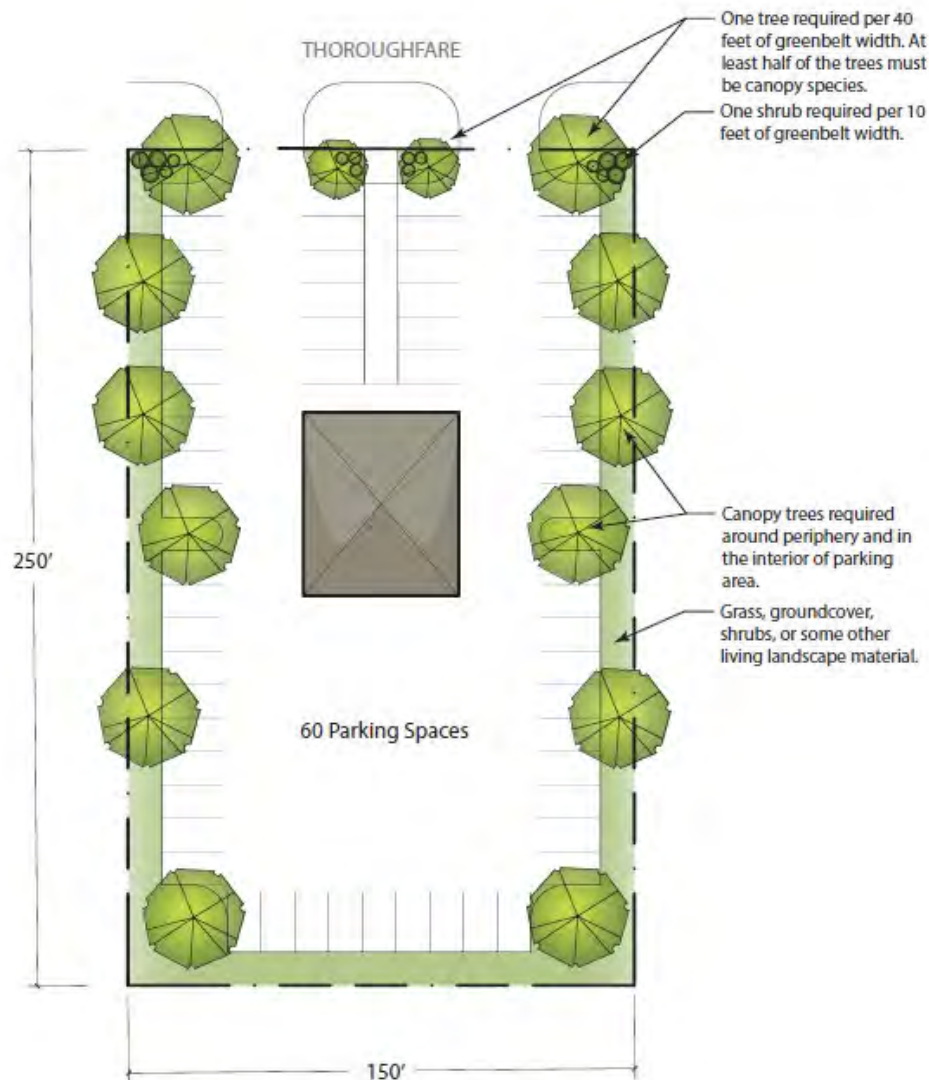 One tree required per 40
feet of greenbelt width. At
least half of the trees must
be canopy species.
THOROUGHFARE
One shrub required per 10
feet of greenbelt width.
Canopy trees required
around periphery and in
the interior of parking
area.
250'
Grass, groundcover,
shrubs, or some other
living landscape material.
60 Parking Spaces
150'